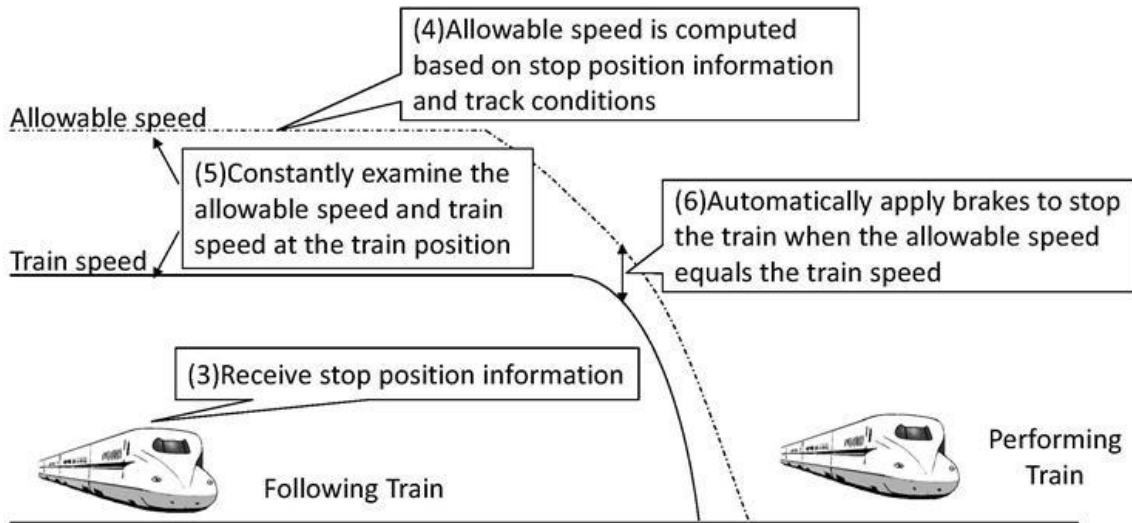 (4)Allowable speed is computed
based on stop position information
and track conditions
Allowable speed
(5)Constantly examine the
allowable speed and train
speed at the train position
(6)Automatically apply brakes to stop
the train when the allowable speed
equals the train speed
Train speed
(3)Receive stop position information
Following Train
Performing
Train